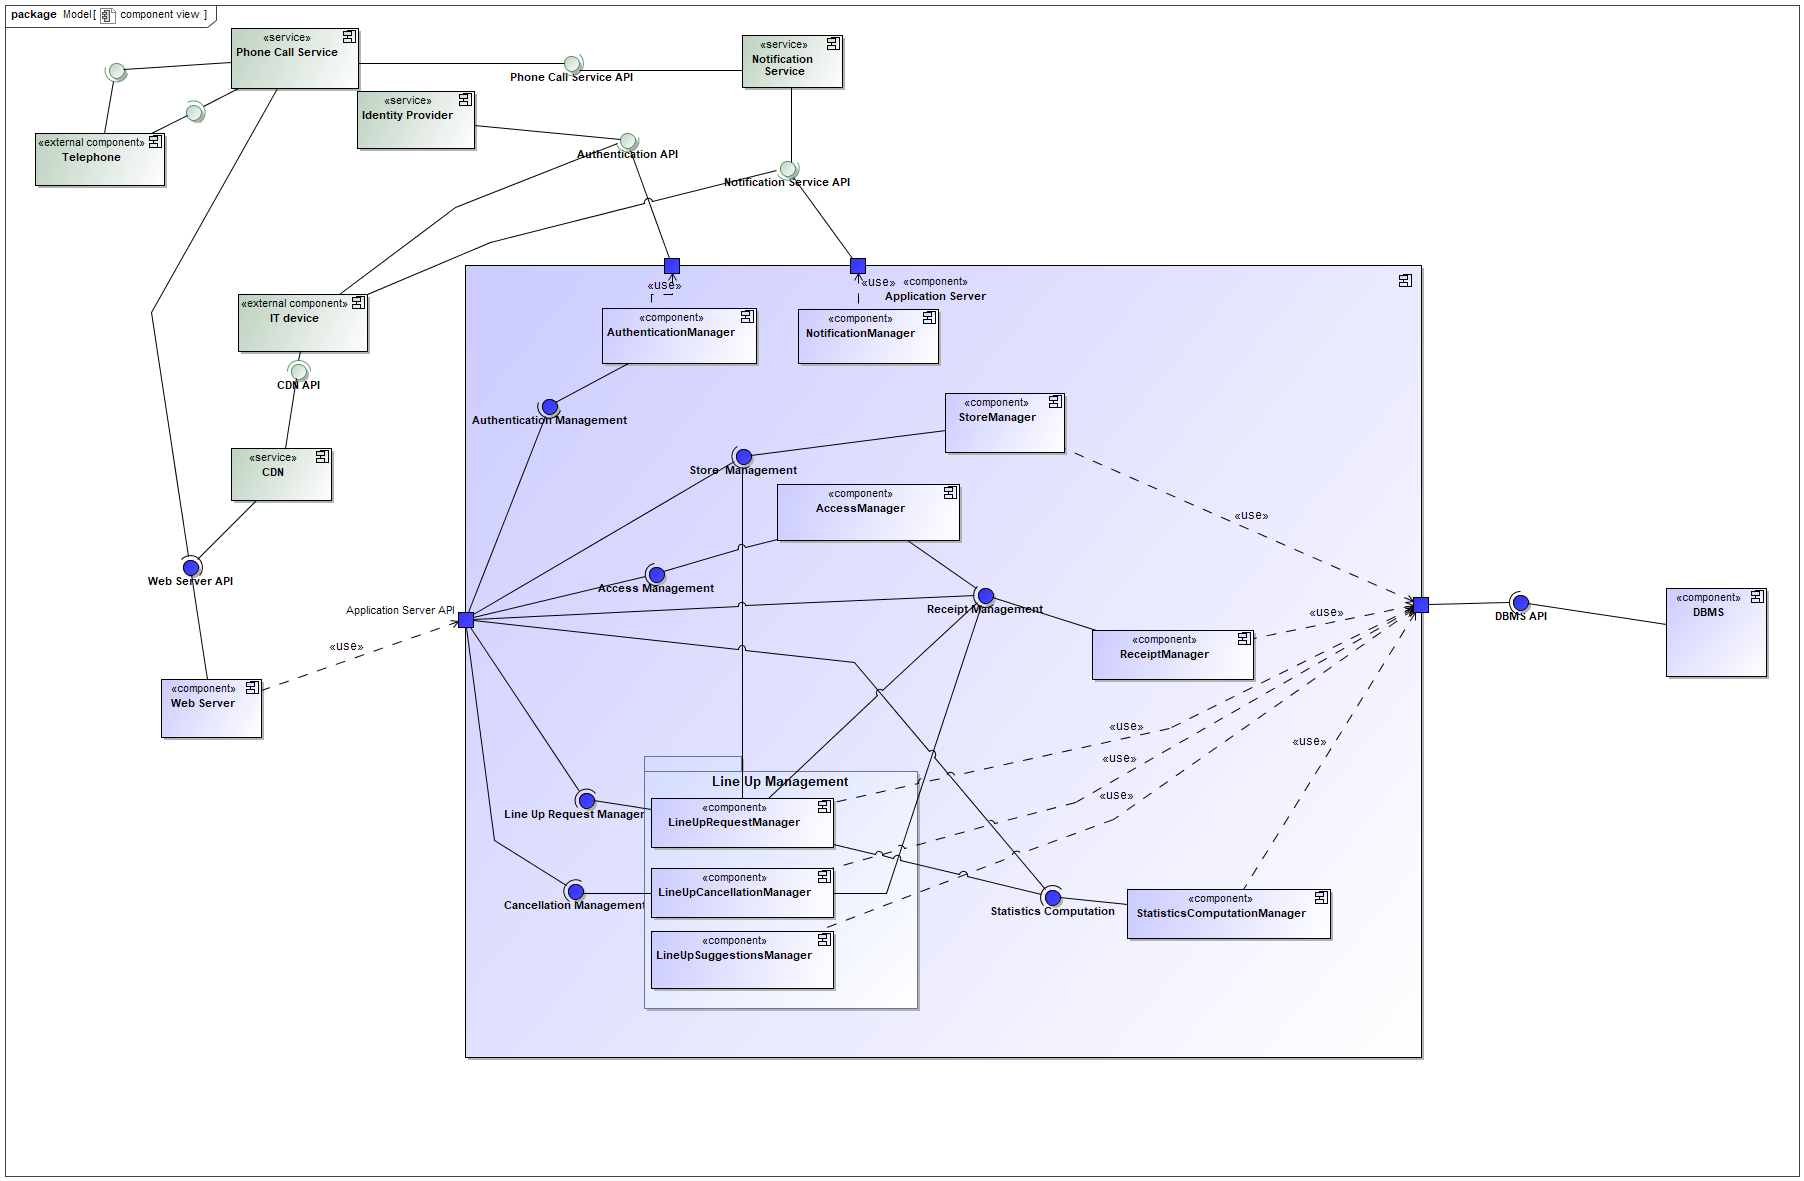 package Model[ component view ]
«service»
Phone Call Service
«service»
Notification
Service
Phone Call Service API
«service»
Identity Provider
«external component»
Telephone
Authentication API
Notification Service API
«external component»
IT device
«use»
«use»
«component»
Application Server
«component»
AuthenticationManager
«component»
NotificationManager
CDN API
Authentication Management
«component»
StoreManager
«service»
CDN
Store Management
«component»
AccessManager
«use»
Web Server API
Access Management
Application Server API
Receipt Management
«use»
DBMS API
«component»
DBMS
«use»
«component»
ReceiptManager
«component»
Web Server
«use»
«use»
«use»
«use»
Line Up Management
Line Up Request Manager
«component»
LineUpRequestManager
«component»
LineUpCancellationManager
Cancellation Management
Statistics Computation
«component»
StatisticsComputationManager
«component»
LineUpSuggestionsManager